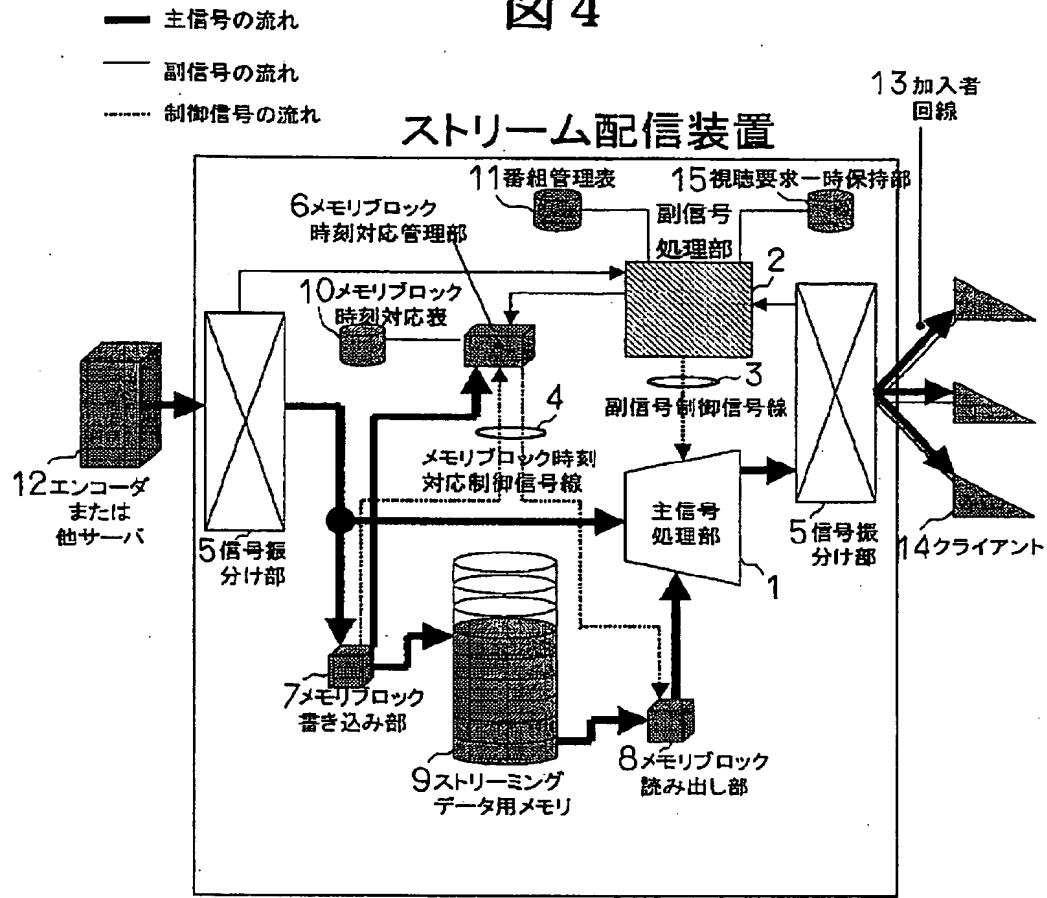 図4
主信号の流れ
副信号の流れ
制御信号の流れ
ストリーム配信装置
13加入者
回線
11番組管理表
15視聴要求一時保持部
6メモリブロック
時刻対応管理部
副信号
処理部
2
10メモリブロック
時刻対応表
3
副信号制御信号線
4
メモリブロック時刻
対応制御信号線
12エンコーダ
または
他サーバ
5信号振
分け部
主信号
処理部
1
5信号振
分け部
14クライアント
7メモリブロック
書き込み部
9ストリーミング
データ用メモリ
8メモリブロック
読み出し部